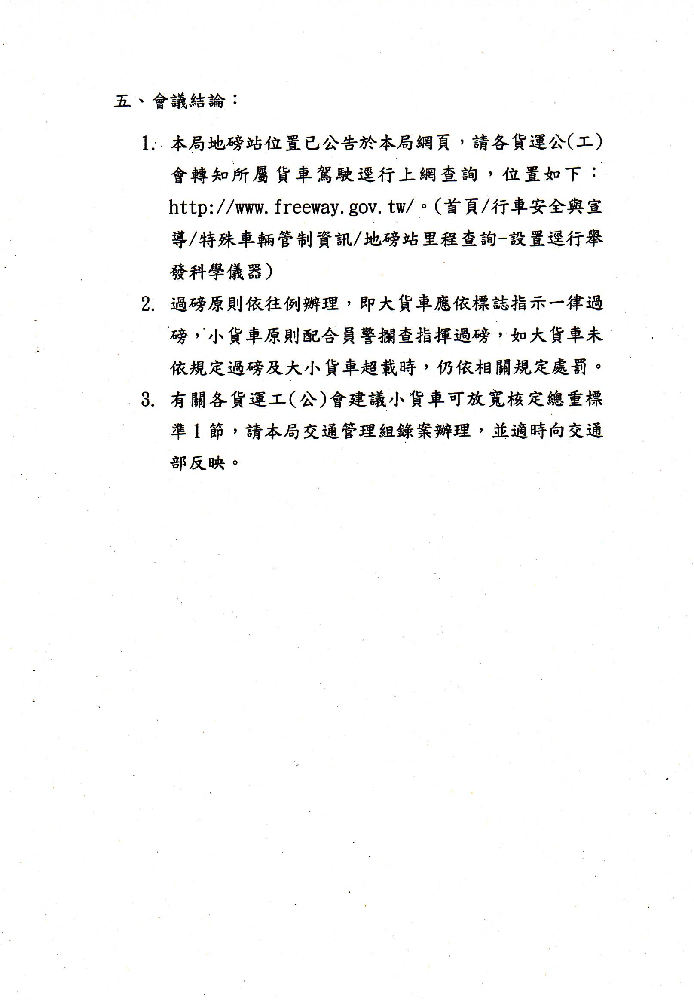 五、會議結論：
1. 本局地磅站位置已公告於本局網頁，請各貨運公(工)
會轉知所屬貨車駕駛逕行上網查詢，位置如下：
http://www.freeway.gov.tw/。(首頁/行車安全與宣
導/特殊車輛管制資訊/地磅站里程查詢-設置逕行舉
發科學儀器)
2. 過磅原則依往例辦理，即大貨車應依標誌指示一律過
磅，小貨車原則配合員警攔查指揮過磅，如大貨車未
依規定過磅及大小貨車超載時，仍依相關規定處罰。
3. 有關各貨運工(公)會建議小貨車可放寬核定總重標
準1節，請本局交通管理組錄案辦理，並適時向交通
部反映。